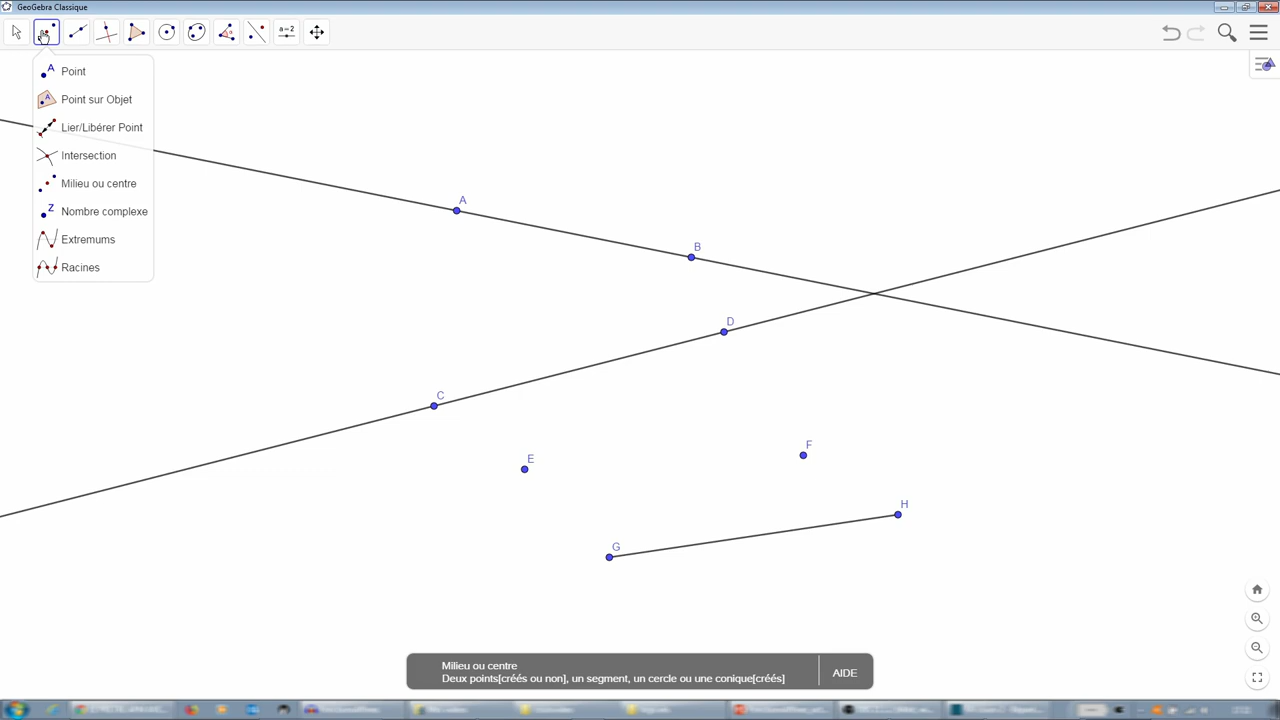 GeoGebra Classique
a=2
A
Point
Point sur Objet
Lier/Libérer Point
Intersection
Milieu ou centre
Z
Nombre complexe
Extremums
Racines
A
B
D
C
F
E
H
G
Milieu ou centre
Deux points[créés ou non], un segment, un cercle ou une conique[créés]
AIDE